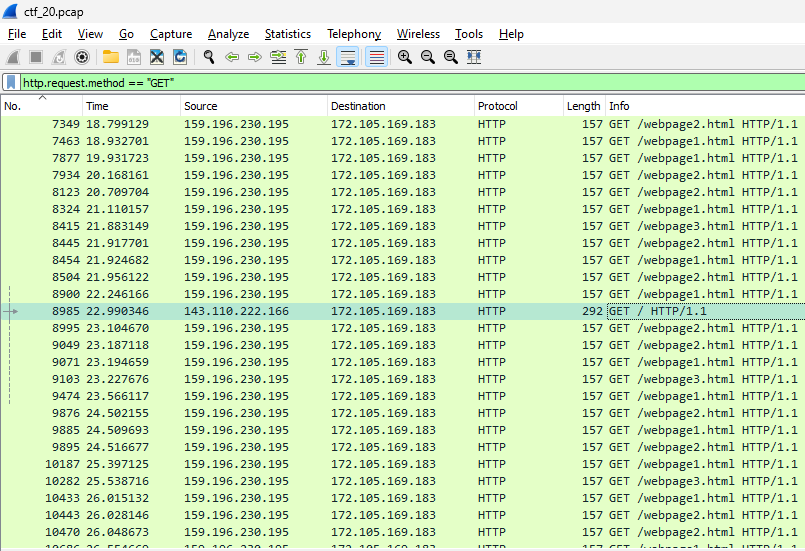 ctf_20.pcap
File Edit View Go Capture Analyze Statistics Telephony Wireless Tools Help
http.request.method == "GET"
No. Time Source Destination Protocol Length Info
7349 18.799129 159.196.230.195 172.105.169.183 HTTP 157 GET /webpage2.html HTTP/1.1
7463 18.932701 159.196.230.195 172.105.169.183 HTTP 157 GET /webpage1.html HTTP/1.1
7877 19.931723 159.196.230.195 172.105.169.183 HTTP 157 GET /webpage1.html HTTP/1.1
7934 20.168161 159.196.230.195 172.105.169.183 HTTP 157 GET /webpage2.html HTTP/1.1
8123 20.709704 159.196.230.195 172.105.169.183 HTTP 157 GET /webpage2.html HTTP/1.1
8324 21.110157 159.196.230.195 172.105.169.183 HTTP 157 GET /webpage1.html HTTP/1.1
8415 21.883149 159.196.230.195 172.105.169.183 HTTP 157 GET /webpage3.html HTTP/1.1
8445 21.917701 159.196.230.195 172.105.169.183 HTTP 157 GET /webpage2.html HTTP/1.1
8454 21.924682 159.196.230.195 172.105.169.183 HTTP 157 GET /webpage1.html HTTP/1.1
8504 21.956122 159.196.230.195 172.105.169.183 HTTP 157 GET /webpage2.html HTTP/1.1
8900 22.246166 159.196.230.195 172.105.169.183 HTTP 157 GET /webpage1.html HTTP/1.1
8985 22.990346 143.110.222.166 172.105.169.183 HTTP 292 GET / HTTP/1.1
8995 23.104670 159.196.230.195 172.105.169.183 HTTP 157 GET /webpage2.html HTTP/1.1
9049 23.187118 159.196.230.195 172.105.169.183 HTTP 157 GET /webpage2.html HTTP/1.1
9071 23.194659 159.196.230.195 172.105.169.183 HTTP 157 GET /webpage1.html HTTP/1.1
9103 23.227676 159.196.230.195 172.105.169.183 HTTP 157 GET /webpage3.html HTTP/1.1
9474 23.566117 159.196.230.195 172.105.169.183 HTTP 157 GET /webpage1.html HTTP/1.1
9876 24.502155 159.196.230.195 172.105.169.183 HTTP 157 GET /webpage2.html HTTP/1.1
9885 24.509693 159.196.230.195 172.105.169.183 HTTP 157 GET /webpage1.html HTTP/1.1
9895 24.516677 159.196.230.195 172.105.169.183 HTTP 157 GET /webpage2.html HTTP/1.1
10187 25.397125 159.196.230.195 172.105.169.183 HTTP 157 GET /webpage1.html HTTP/1.1
10282 25.538716 159.196.230.195 172.105.169.183 HTTP 157 GET /webpage3.html HTTP/1.1
10433 26.015132 159.196.230.195 172.105.169.183 HTTP 157 GET /webpage1.html HTTP/1.1
10443 26.028146 159.196.230.195 172.105.169.183 HTTP 157 GET /webpage2.html HTTP/1.1
10470 26.048673 159.196.230.195 172.105.169.183 HTTP 157 GET /webpage2.html HTTP/1.1